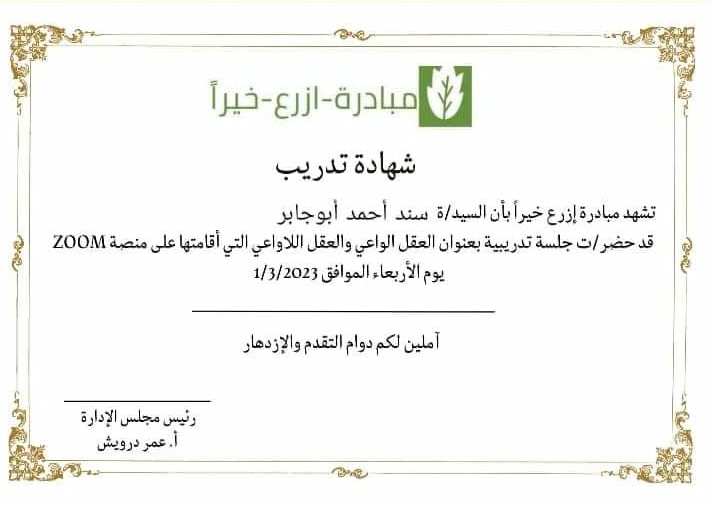 مبادرة-ازرع-خيراً
شهادة تدريب
تشهد مبادرة إزرع خيراً بأن السيد/ة سند أحمد أبوجابر
قد حضر/ت جلسة تدريبية بعنوان العقل الواعي والعقل اللاواعي التي أقامتها على منصة ZOOM
يوم الأربعاء الموافق 1/3/2023
آملين لكم دوام التقدم والإزدهار
رئيس مجلس الإدارة
أ. عمر درويش